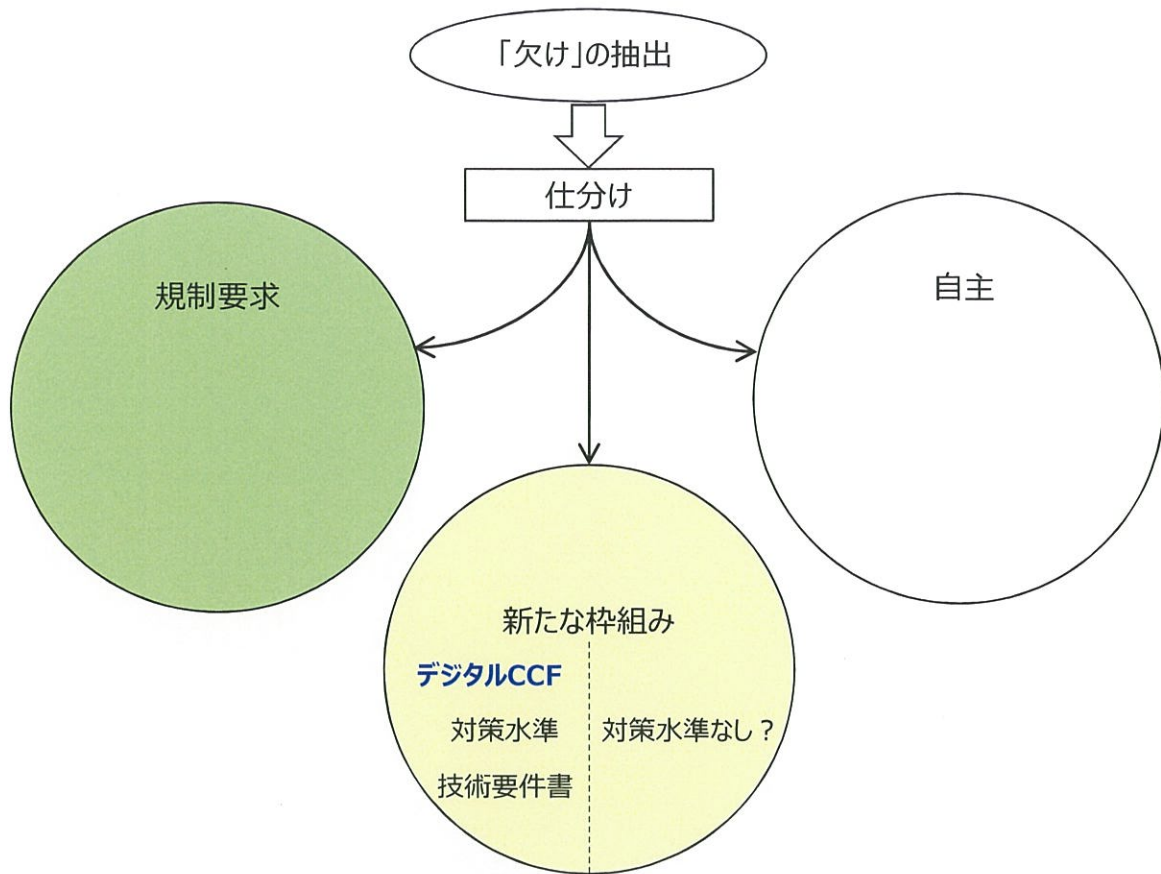 「欠け」の抽出
仕分け
規制要求
自主
新たな枠組み
デジタルCCF
対策水準
対策水準なし？
技術要件書